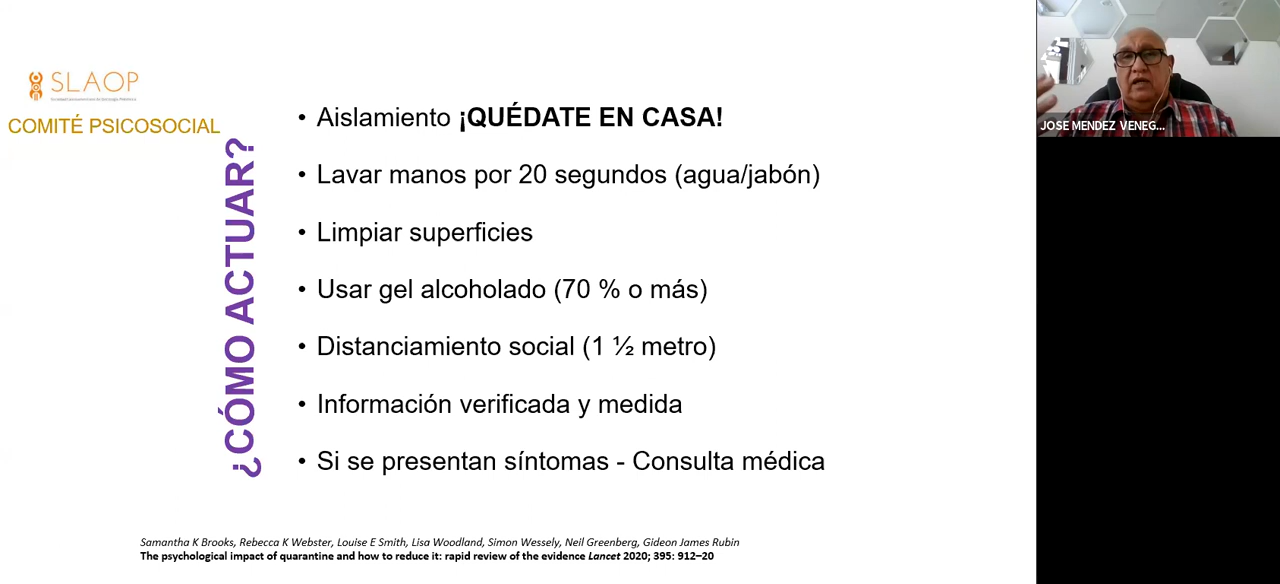 SLAOP
COMITÉ PSICOSOCIAL
¿CÓMO ACTUAR?
• Aislamiento ¡QUÉDATE EN CASA!
• Lavar manos por 20 segundos (agua/jabón)
• Limpiar superficies
• Usar gel alcoholado (70 % o más)
• Distanciamiento social (1 ½ metro)
• Información verificada y medida
• Si se presentan síntomas - Consulta médica
Samantha K Brooks, Rebecca K Webster, Louise E Smith, Lisa Woodland, Simon Wessely, Neil Greenberg, Gideon James Rubin
The psychological impact of quarantine and how to reduce it: rapid review of the evidence Lancet 2020; 395: 912–20
JOSE MENDEZ VENEG...